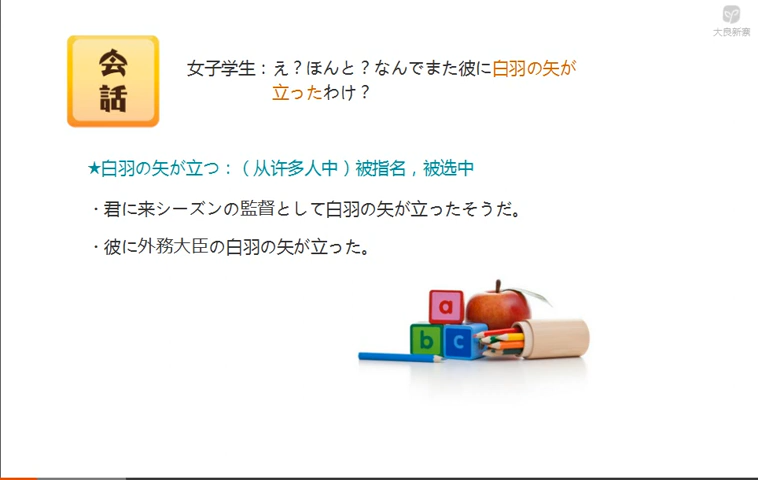 大良新寨
会
話
女子学生：え？ほんと？なんでまた彼に白羽の矢が
立ったわけ？
★白羽の矢が立つ：（从许多人中）被指名，被选中
・君に来シーズンの監督として白羽の矢が立ったそうだ。
・彼に外務大臣の白羽の矢が立った。
a
b c